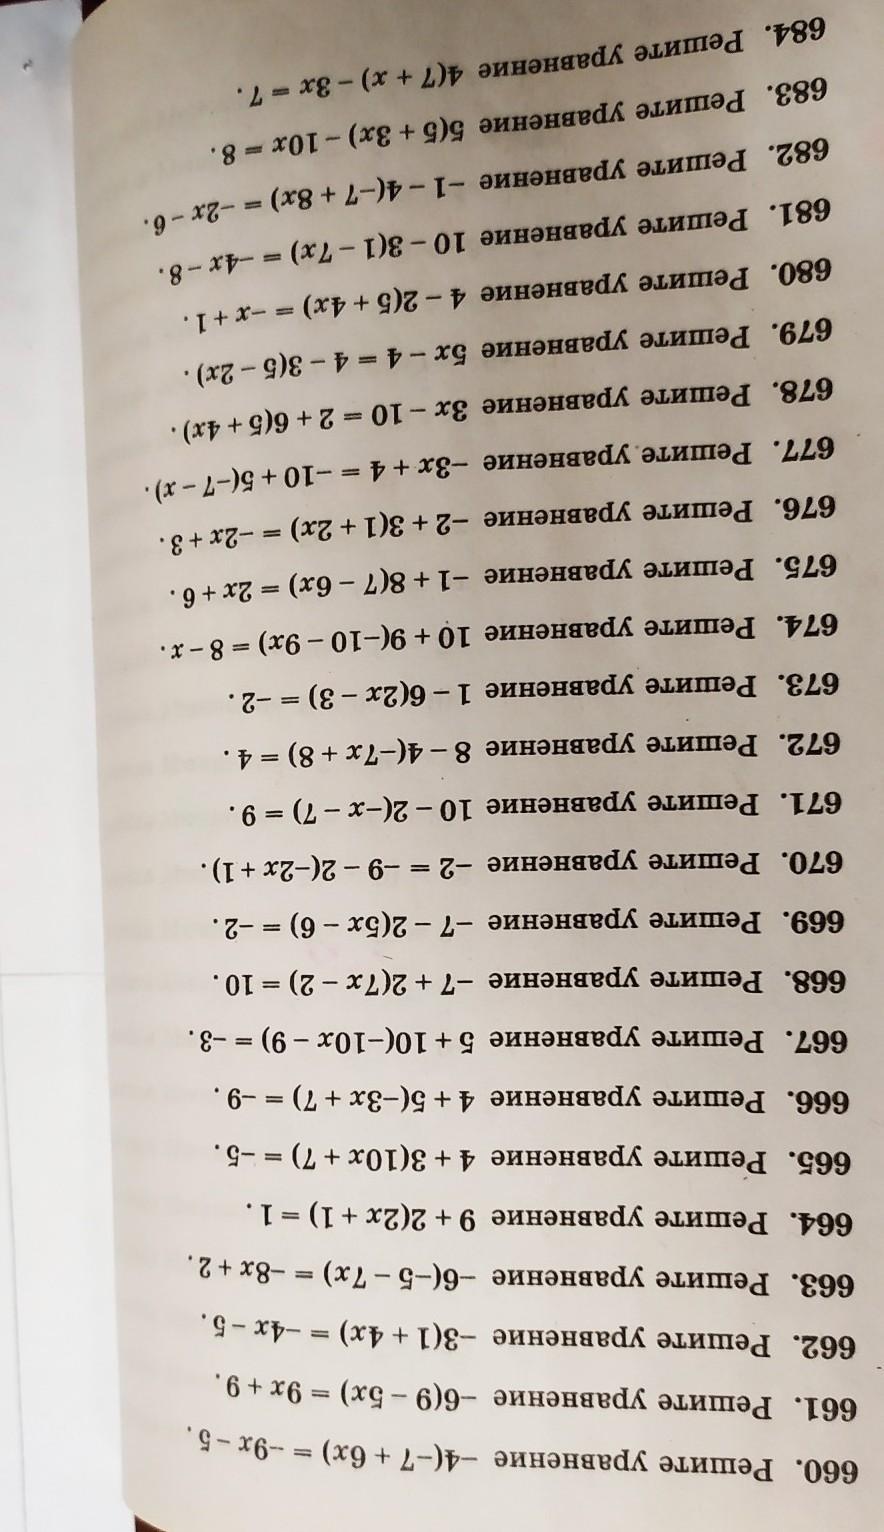 660. Решите уравнение −4(−7 + 6x) = −9x − 5.
661. Решите уравнение −6(9 − 5x) = 9x + 9.
662. Решите уравнение −3(1 + 4x) = −4x − 5.
663. Решите уравнение −6(−5 − 7x) = −8x + 2.
664. Решите уравнение 9 + 2(2x + 1) = 1.
665. Решите уравнение 4 + 3(10x + 7) = −5.
666. Решите уравнение 4 + 5(−3x + 7) = −9.
667. Решите уравнение 5 + 10(−10x − 9) = −3.
668. Решите уравнение −7 + 2(7x − 2) = 10.
669. Решите уравнение −7 − 2(5x − 6) = −2.
670. Решите уравнение −2 = −9 − 2(−2x + 1).
671. Решите уравнение 10 − 2(−x − 7) = 9.
672. Решите уравнение 8 − 4(−7x + 8) = 4.
673. Решите уравнение 1 − 6(2x − 3) = −2.
674. Решите уравнение 10 + 9(−10 − 9x) = 8 − x.
675. Решите уравнение −1 + 8(7 − 6x) = 2x + 6.
676. Решите уравнение −2 + 3(1 + 2x) = −2x + 3.
677. Решите уравнение −3x + 4 = −10 + 5(−7 − x).
678. Решите уравнение 3x − 10 = 2 + 6(5 + 4x).
679. Решите уравнение 5x − 4 = 4 − 3(5 − 2x).
680. Решите уравнение 4 − 2(5 + 4x) = −x + 1.
681. Решите уравнение 10 − 3(1 − 7x) = −4x − 8.
682. Решите уравнение −1 − 4(−7 + 8x) = −2x − 6.
683. Решите уравнение 5(5 + 3x) − 10x = 8.
684. Решите уравнение 4(7 + x) − 3x = 7.